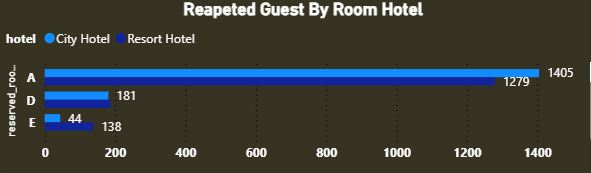 Reapeted Guest By Room Hotel
hotel City Hotel Resort Hotel
reserved_roo...
A
1405
1279
D
181
E
44
138
0 200 400 600 800 1000 1200 1400